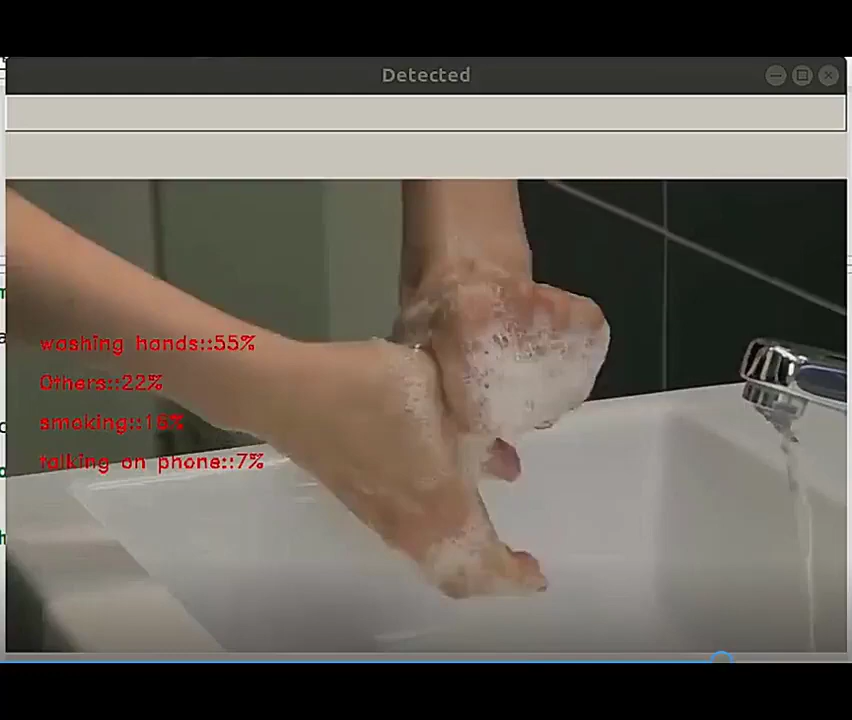 Detected
washing hands::55%
Others::22%
smoking::16%
talking on phone::7%